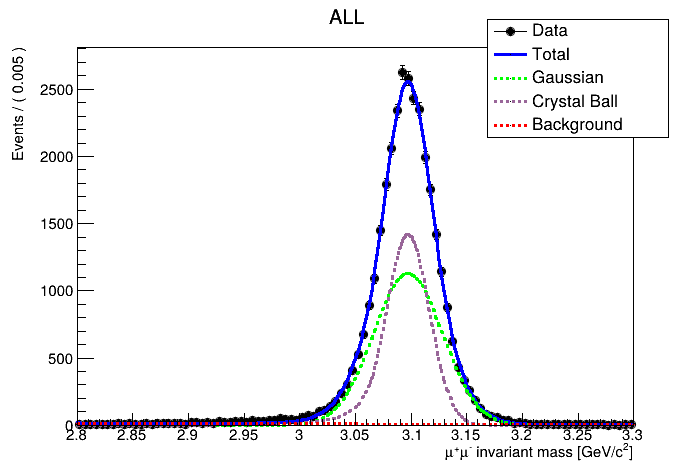 ALL
Data
Total
Gaussian
Crystal Ball
Background
Events / ( 0.005 )
2500
2000
1500
1000
500
0
2.8 2.85 2.9 2.95 3 3.05 3.1 3.15 3.2 3.25 3.3
μ⁺μ⁻ invariant mass [GeV/c²]